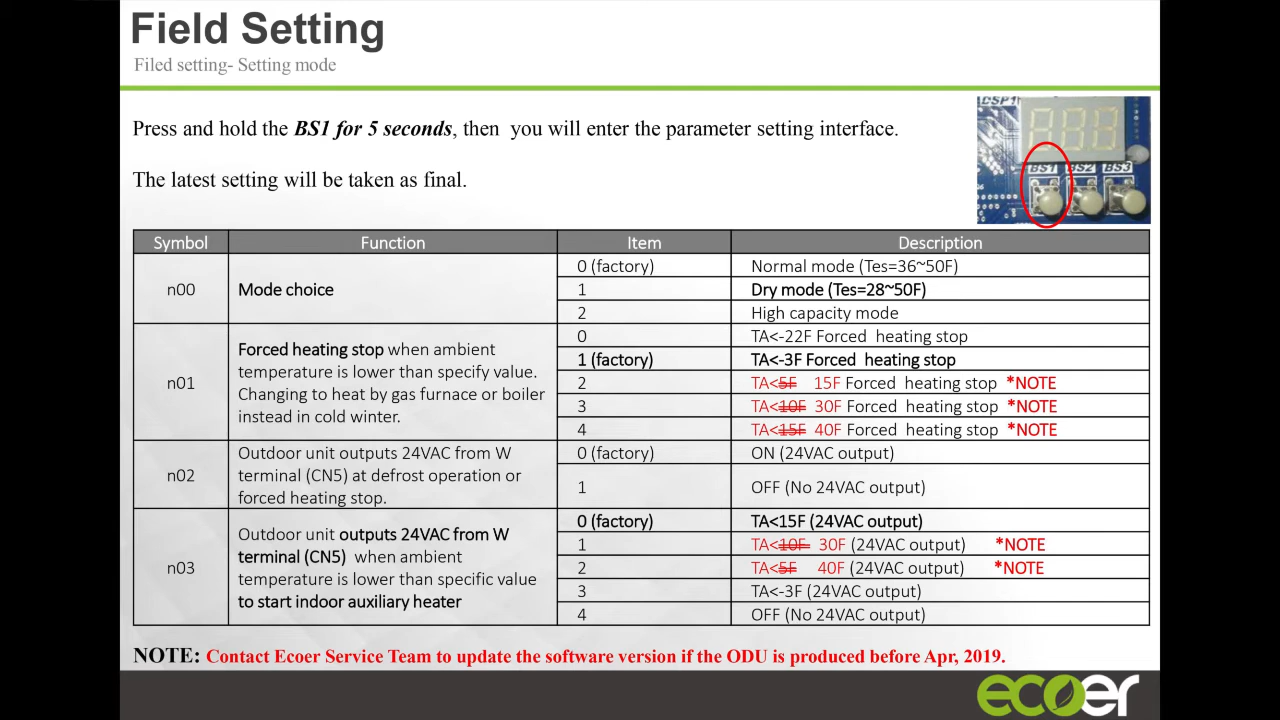 Field Setting
Filed setting- Setting mode
Press and hold the BS1 for 5 seconds, then you will enter the parameter setting interface.
The latest setting will be taken as final.
DSP1
BS1 BS2 BS3
Symbol Function Item Description
n00 Mode choice
0 (factory) Normal mode (Tes=36~50F)
1 Dry mode (Tes=28~50F)
2 High capacity mode
n01
Forced heating stop when ambient
temperature is lower than specify value.
Changing to heat by gas furnace or boiler
instead in cold winter.
0 TA<-22F Forced heating stop
1 (factory) TA<-3F Forced heating stop
2 TA<5F 15F Forced heating stop *NOTE
3 TA<10F 30F Forced heating stop *NOTE
4 TA<15F 40F Forced heating stop *NOTE
n02
Outdoor unit outputs 24VAC from W
terminal (CN5) at defrost operation or
forced heating stop.
0 (factory) ON (24VAC output)
1 OFF (No 24VAC output)
n03
Outdoor unit outputs 24VAC from W
terminal (CN5) when ambient
temperature is lower than specific value
to start indoor auxiliary heater
0 (factory) TA<15F (24VAC output)
1 TA<10F 30F (24VAC output) *NOTE
2 TA<5F 40F (24VAC output) *NOTE
3 TA<-3F (24VAC output)
4 OFF (No 24VAC output)
NOTE: Contact Ecoer Service Team to update the software version if the ODU is produced before Apr, 2019.
ecoer